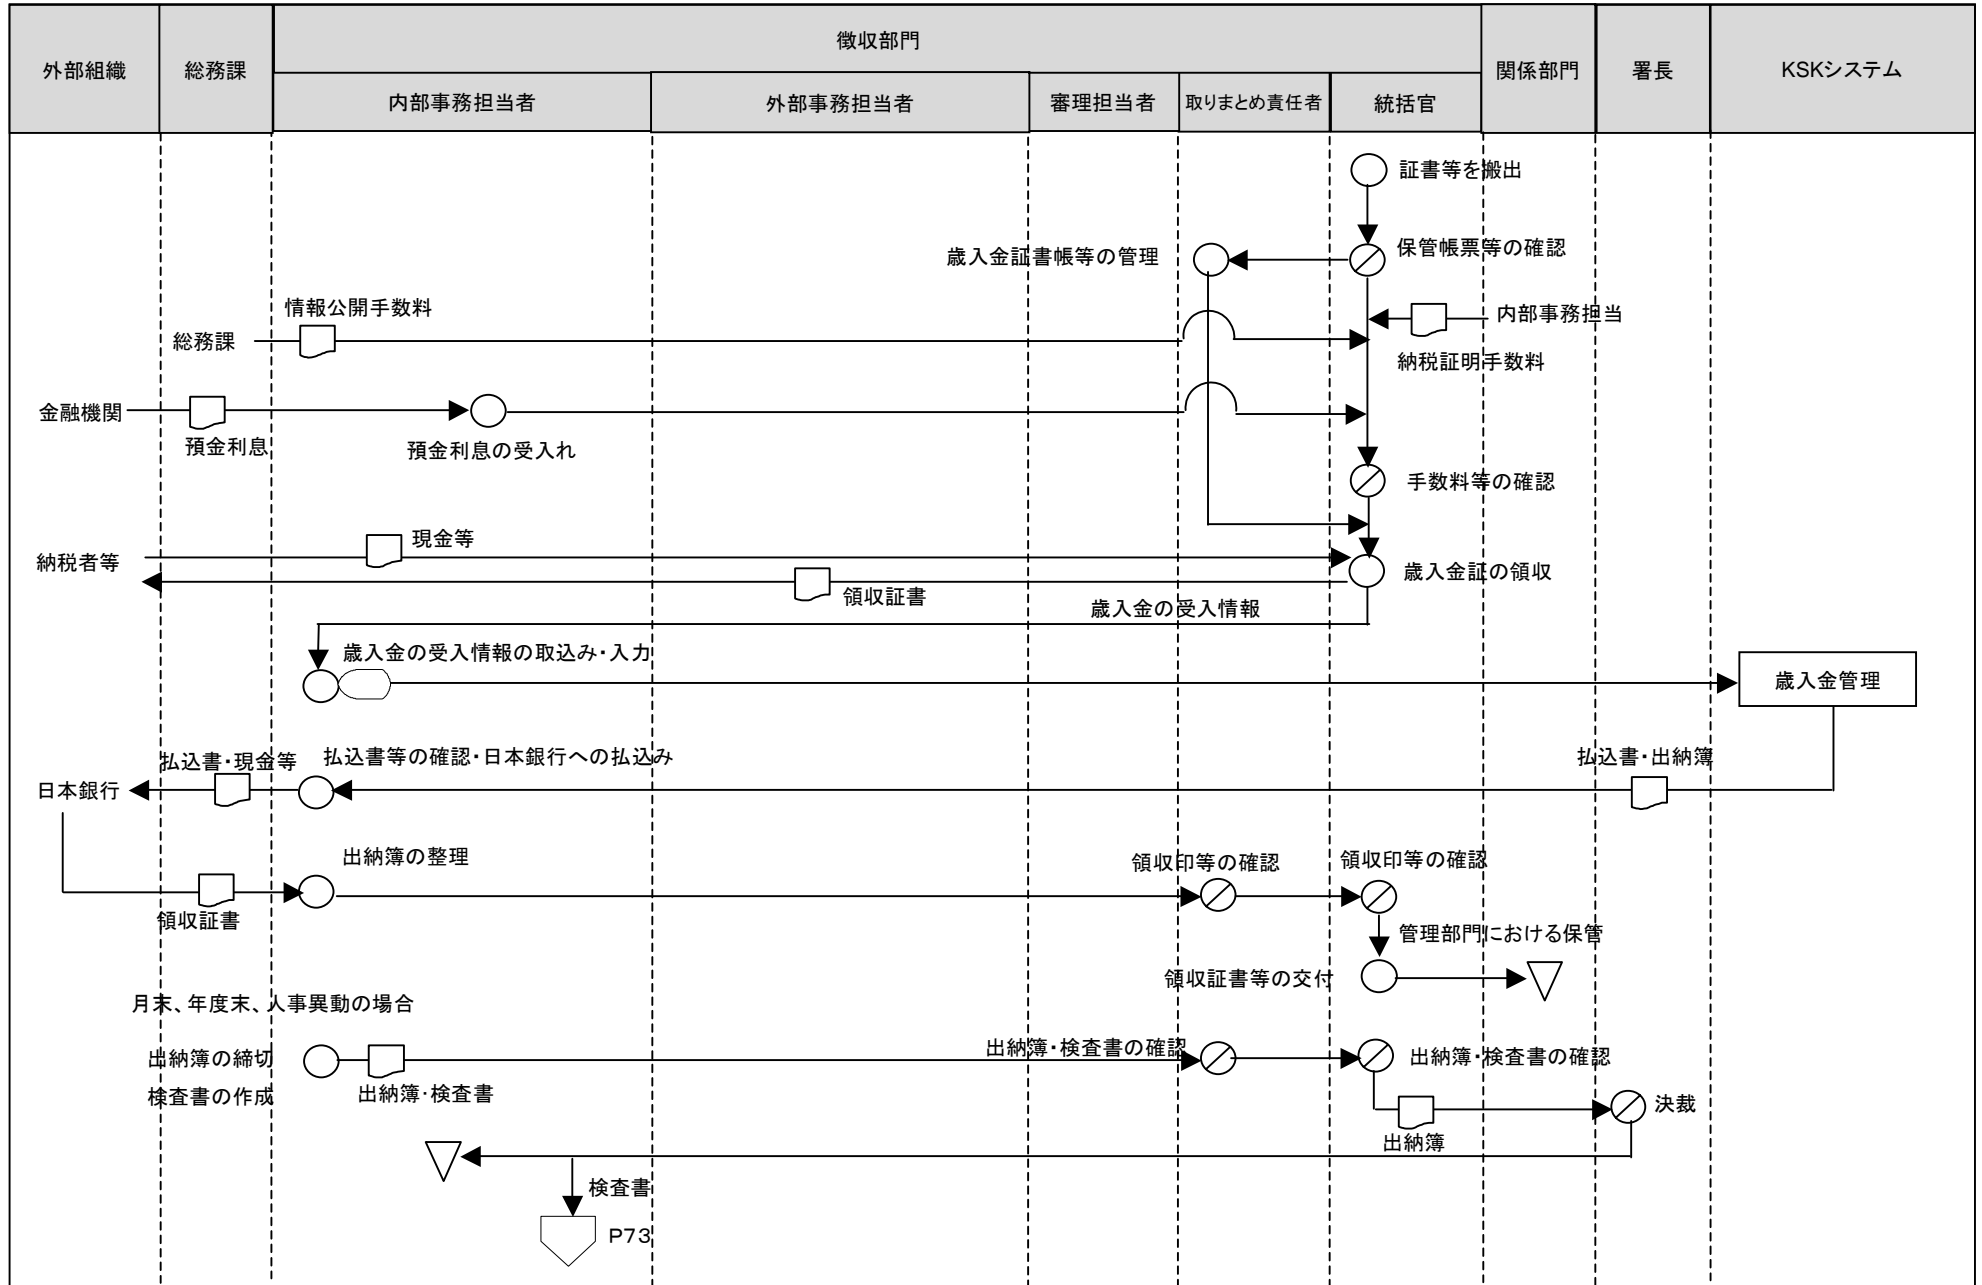 徴収部門
外部組織
総務課
関係部門
署長
KSKシステム
内部事務担当者
外部事務担当者
審理担当者
取りまとめ責任者
統括官
証書等を搬出
歳入金証書帳等の管理
保管帳票等の確認
情報公開手数料
内部事務担当
総務課
納税証明手数料
金融機関
預金利息
預金利息の受入れ
手数料等の確認
現金等
納税者等
歳入金証の領収
領収証書
歳入金の受入情報
歳入金の受入情報の取込み・入力
歳入金管理
払込書・現金等
払込書等の確認・日本銀行への払込み
払込書・出納簿
日本銀行
出納簿の整理
領収印等の確認
領収印等の確認
領収証書
管理部門における保管
領収証書等の交付
月末、年度末、人事異動の場合
出納簿の締切
出納簿・検査書の確認
出納簿・検査書の確認
検査書の作成
出納簿・検査書
決裁
出納簿
検査書
P73